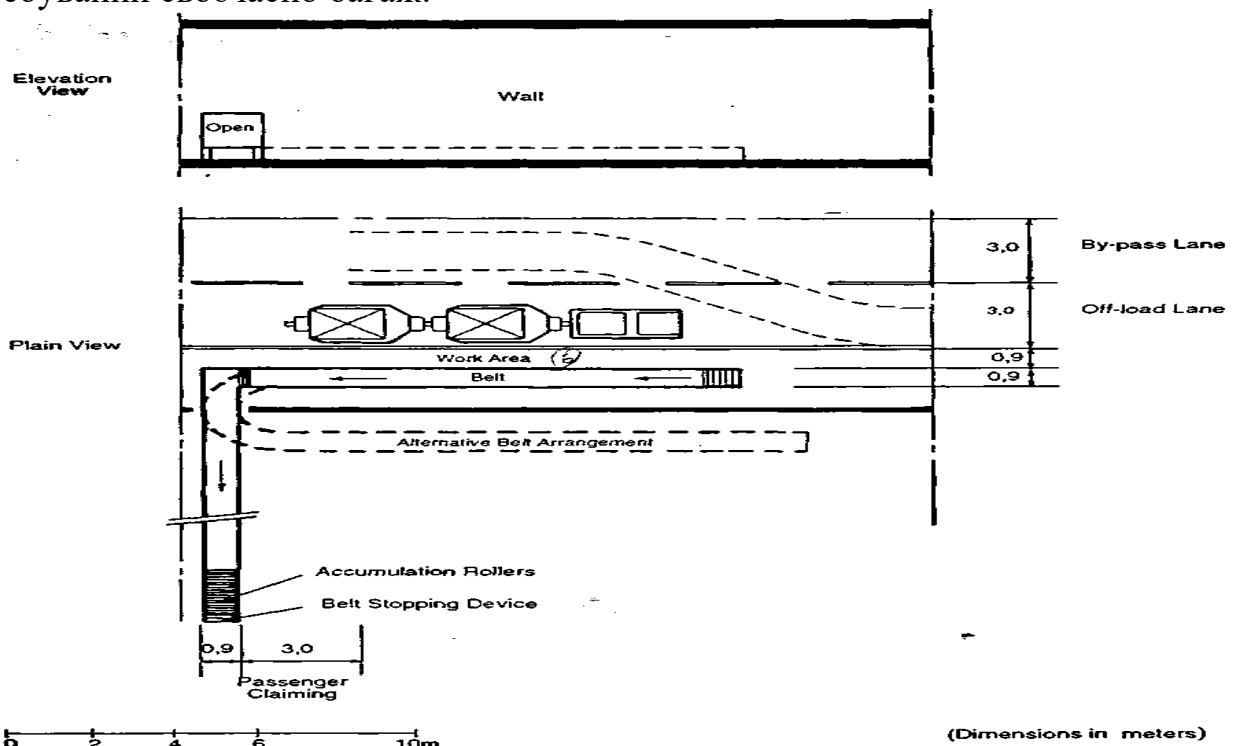 Elevation
View
Wall
Open
3,0
By-pass Lane
3,0
Off-load Lane
Plain View
Work Area
0,9
Belt
0,9
Alternative Belt Arrangement
Accumulation Rollers
Belt Stopping Device
0,9
3,0
Passenger
Claiming
0 2 4 6 10m
(Dimensions in meters)